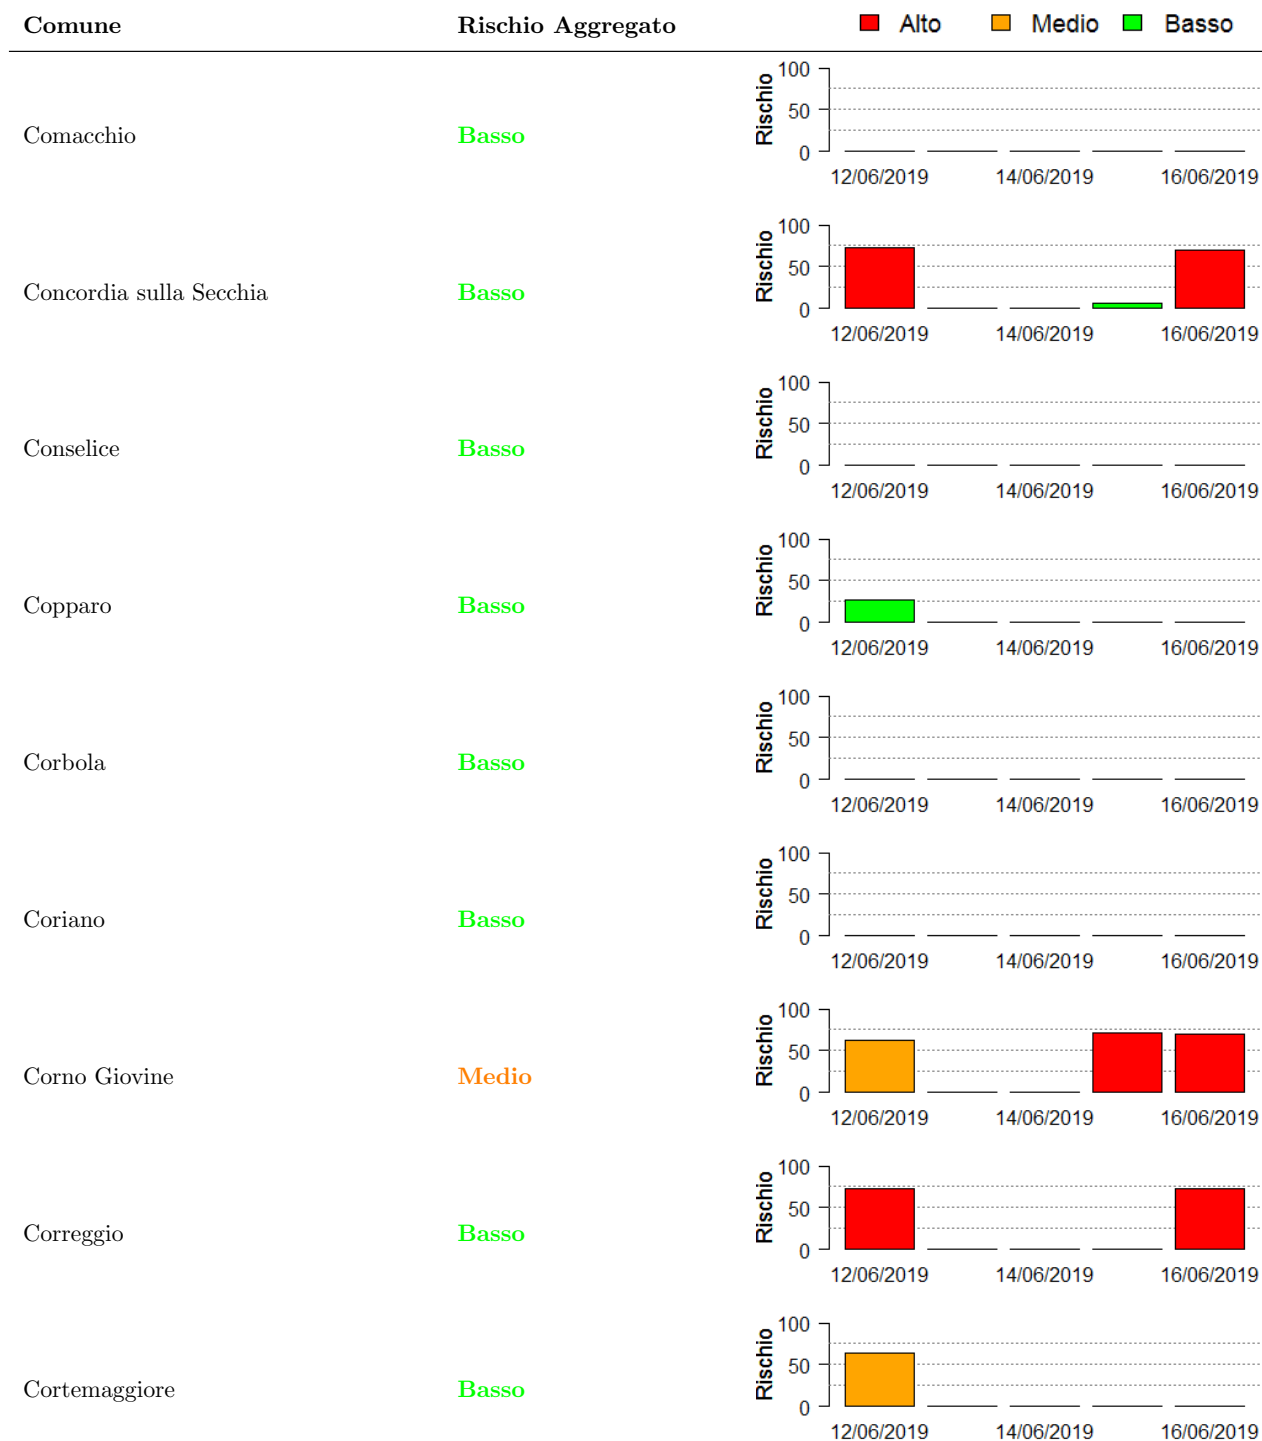 Comune Rischio Aggregato Alto Medio Basso
Comacchio Basso
Rischio
100
50
0
12/06/2019 14/06/2019 16/06/2019
Concordia sulla Secchia Basso
Rischio
100
50
0
12/06/2019 14/06/2019 16/06/2019
Conselice Basso
Rischio
100
50
0
12/06/2019 14/06/2019 16/06/2019
Copparo Basso
Rischio
100
50
0
12/06/2019 14/06/2019 16/06/2019
Corbola Basso
Rischio
100
50
0
12/06/2019 14/06/2019 16/06/2019
Coriano Basso
Rischio
100
50
0
12/06/2019 14/06/2019 16/06/2019
Corno Giovine Medio
Rischio
100
50
0
12/06/2019 14/06/2019 16/06/2019
Correggio Basso
Rischio
100
50
0
12/06/2019 14/06/2019 16/06/2019
Cortemaggiore Basso
Rischio
100
50
0
12/06/2019 14/06/2019 16/06/2019